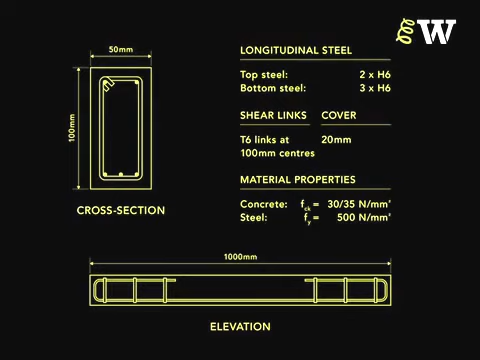 W
50mm
LONGITUDINAL STEEL
Top steel: 2 x H6
Bottom steel: 3 x H6
100mm
SHEAR LINKS COVER
T6 links at 20mm
100mm centres
MATERIAL PROPERTIES
Concrete: fck = 30/35 N/mm²
Steel: fy = 500 N/mm²
CROSS-SECTION
1000mm
ELEVATION